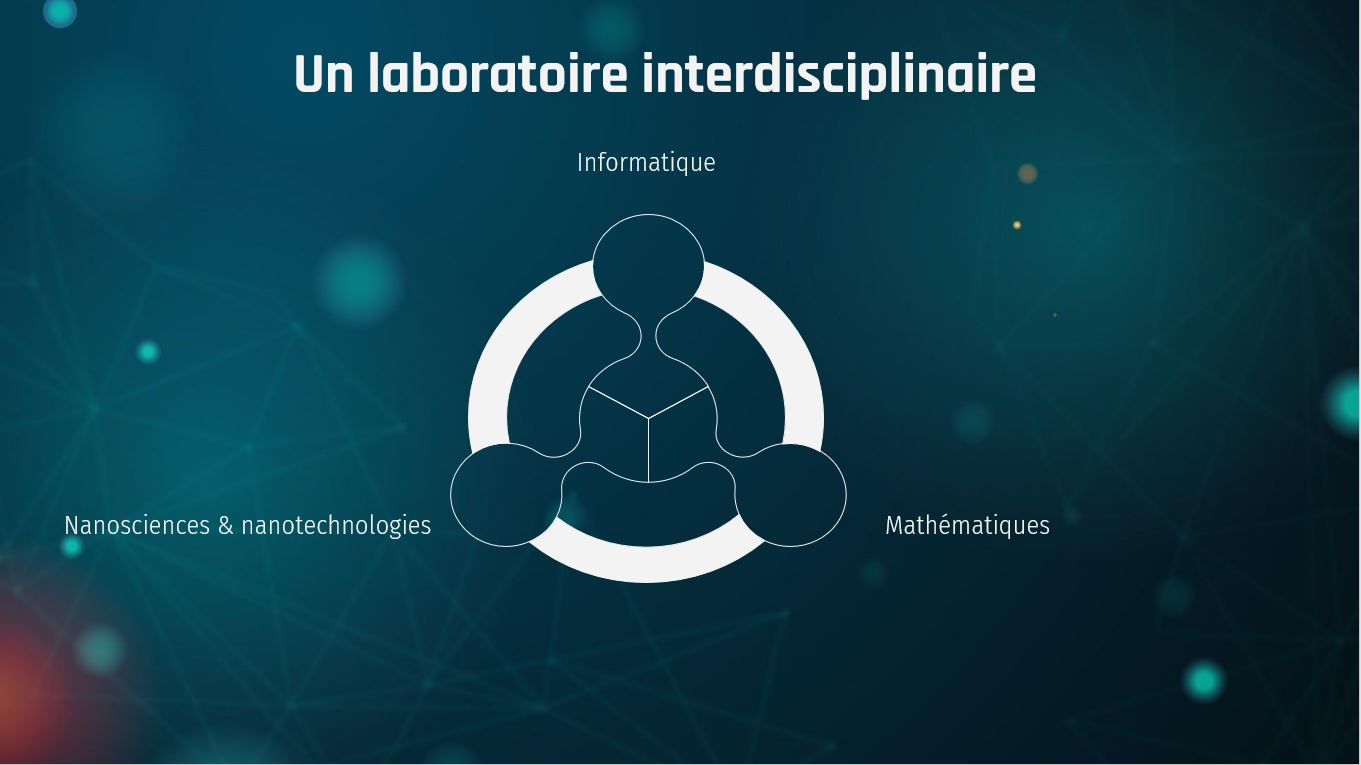 Un laboratoire interdisciplinaire
Informatique
Nanosciences & nanotechnologies
Mathématiques